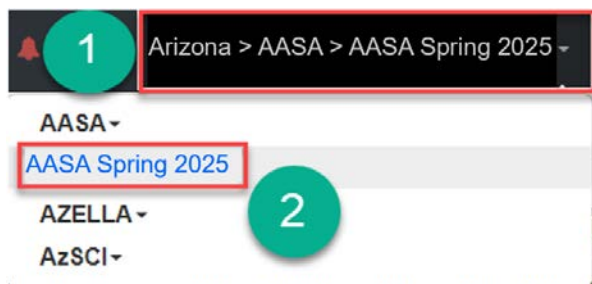 1 Arizona > AASA > AASA Spring 2025
AASA
AASA Spring 2025
2
AZELLA
AzSCI